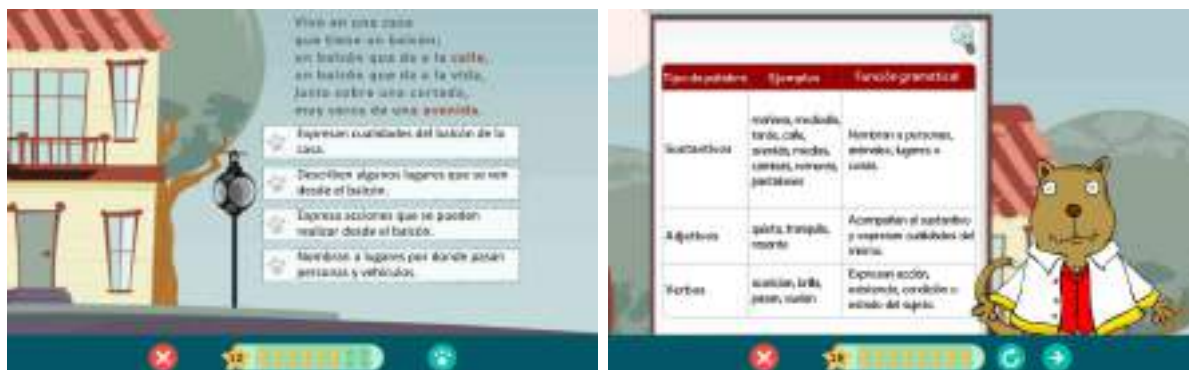 Vivo en una casa
que tiene un balcón;
un balcón que da a la calle,
un balcón que da a la vida,
justo sobre una cortada,
muy cerca de una avenida.
Expresan cualidades del balcón de la
casa.
Describen algunos lugares que se ven
desde el balcón.
Expresa acciones que se pueden
realizar desde el balcón.
Nombran a lugares por donde pasan
personas y vehículos.
12
Tipo de palabra Ejemplos Función gramatical
Sustantivos
mañana, mediodía,
tarde, calle,
avenida, medias,
camisas,
pantalones
Nombran a personas,
animales, lugares o
cosas.
Adjetivos
quieta, tranquila,
Acompañan al sustantivo
y expresan cualidades del
mismo.
Verbos
acarician, brilla,
pasan, vuelan
Expresan acción,
existencia, condición o
estado del sujeto.